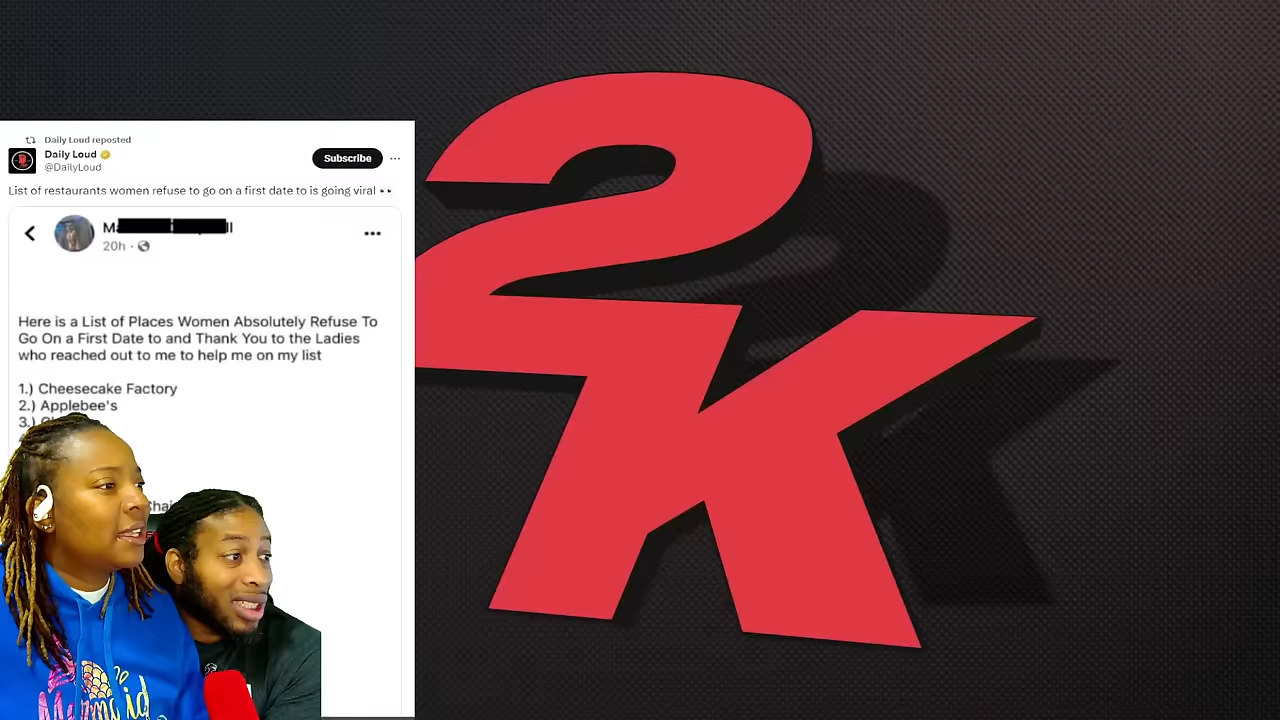 Daily Loud reposted
Daily Loud
@DailyLoud
Subscribe
List of restaurants women refuse to go on a first date to is going viral 👀
20h
Here is a List of Places Women Absolutely Refuse To
Go On a First Date to and Thank You to the Ladies
who reached out to me to help me on my list
1.) Cheesecake Factory
2.) Applebee's
3.)
2K